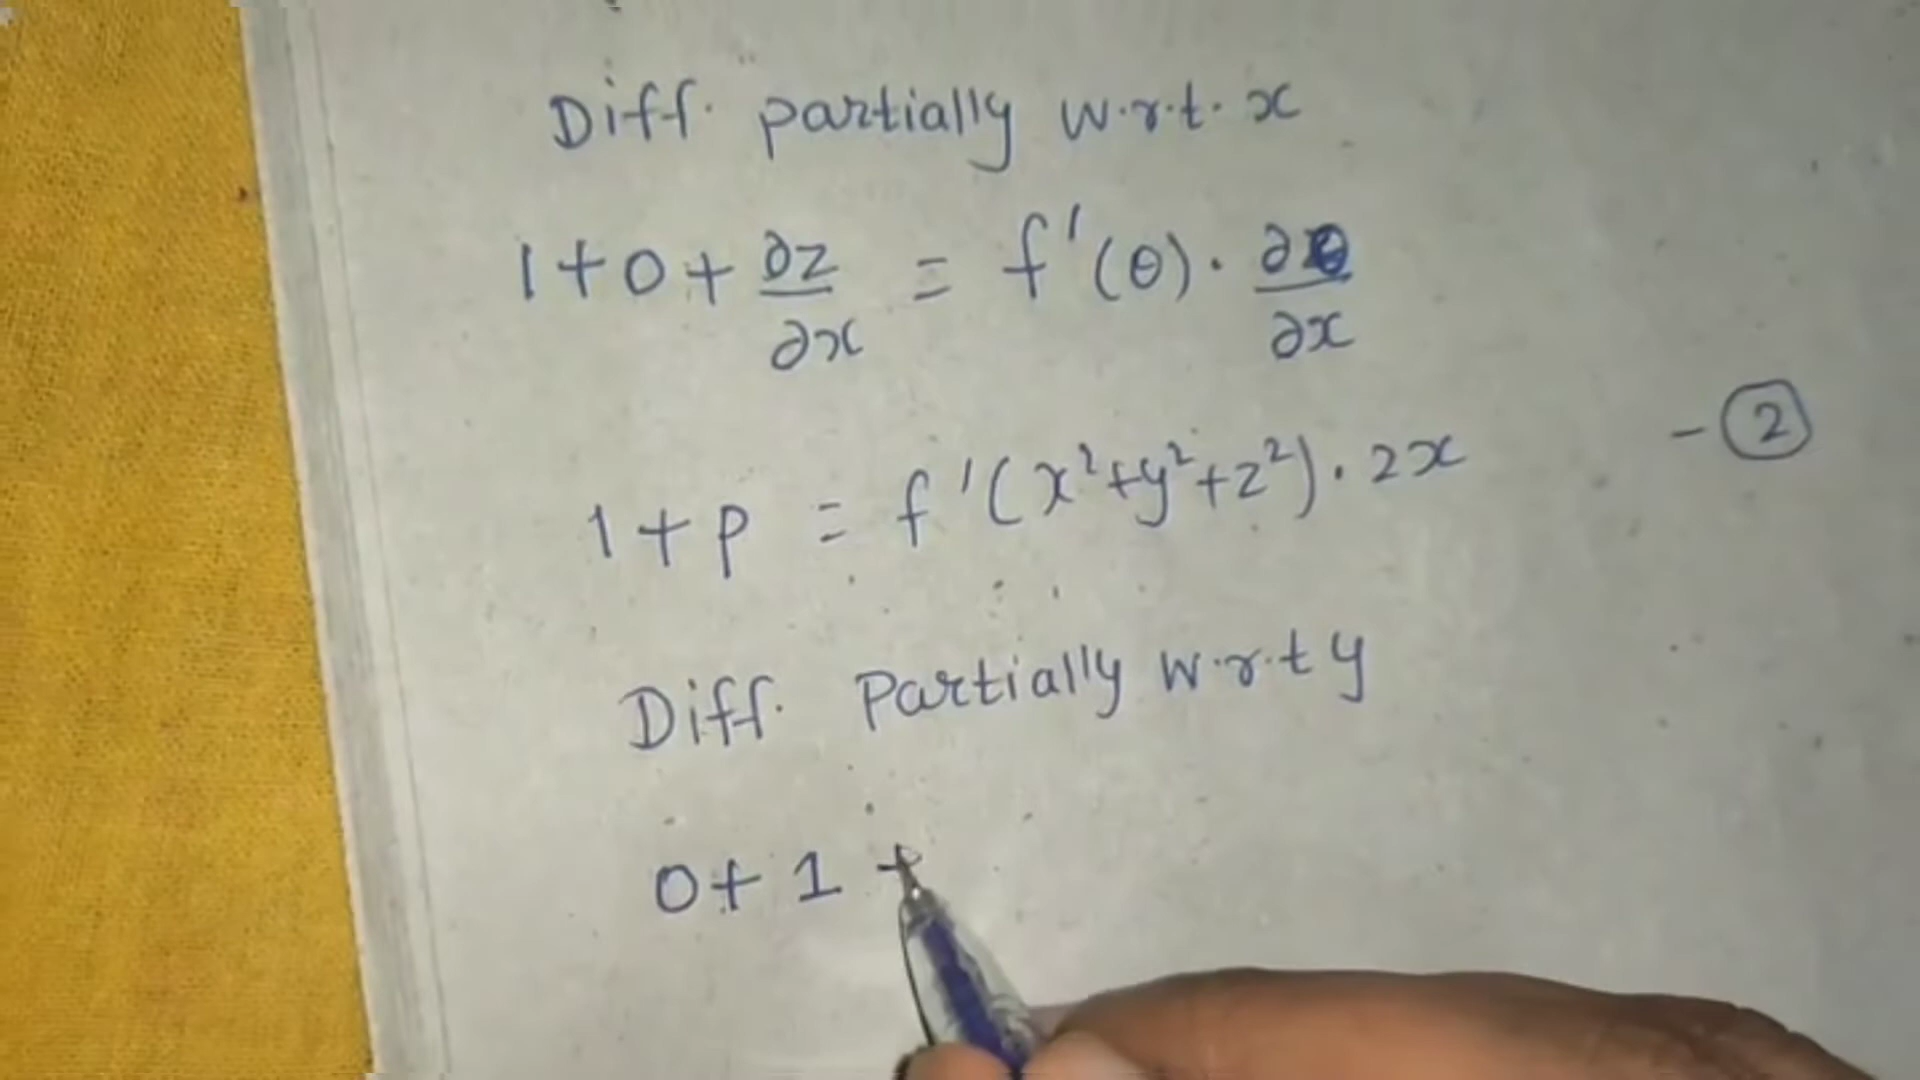 Diff. partially w.r.t. x
1+0+ ∂z/∂x = f'(θ) · ∂θ/∂x
1+p = f'(x²+y²+z²) · 2x - ②
Diff. Partially w.r.t y
0+1+